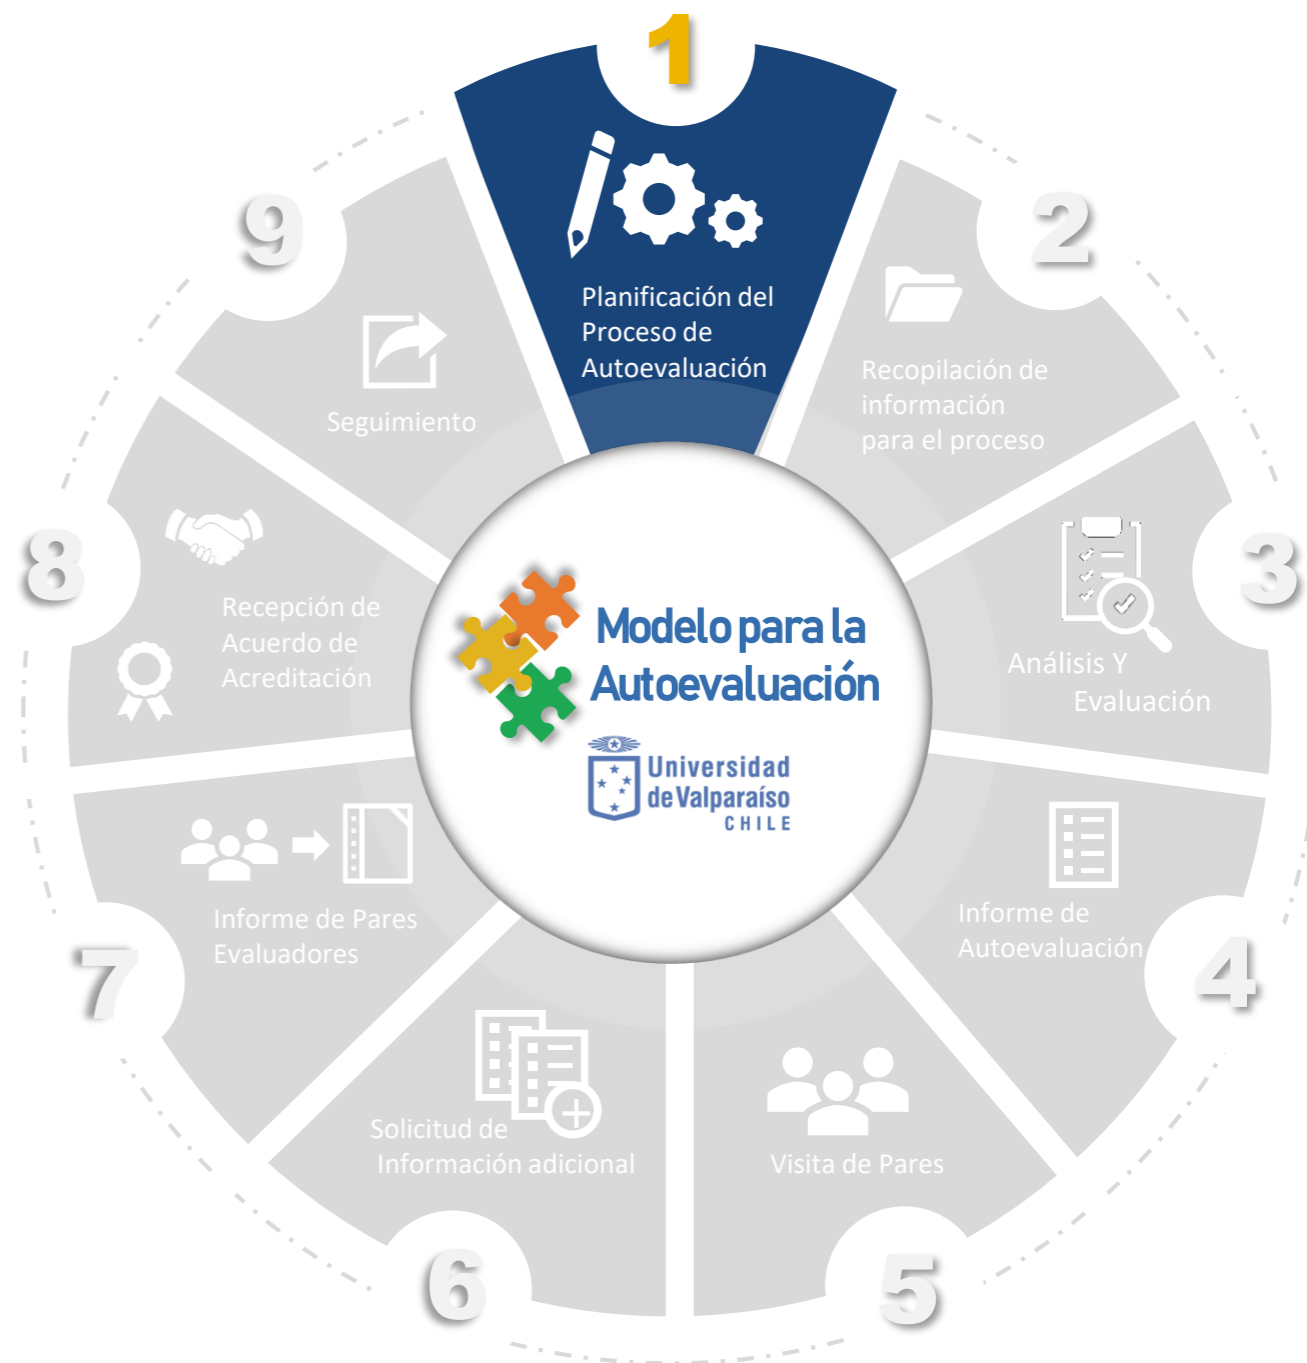 1
Planificación del
Proceso de
Autoevaluación
2
Recopilación de
información
para el proceso
3
Análisis Y
Evaluación
4
Informe de
Autoevaluación
5
Visita de Pares
6
Solicitud de
Información adicional
7
Informe de Pares
Evaluadores
8
Recepción de
Acuerdo de
Acreditación
9
Seguimiento
Modelo para la
Autoevaluación
Universidad
de Valparaíso
CHILE